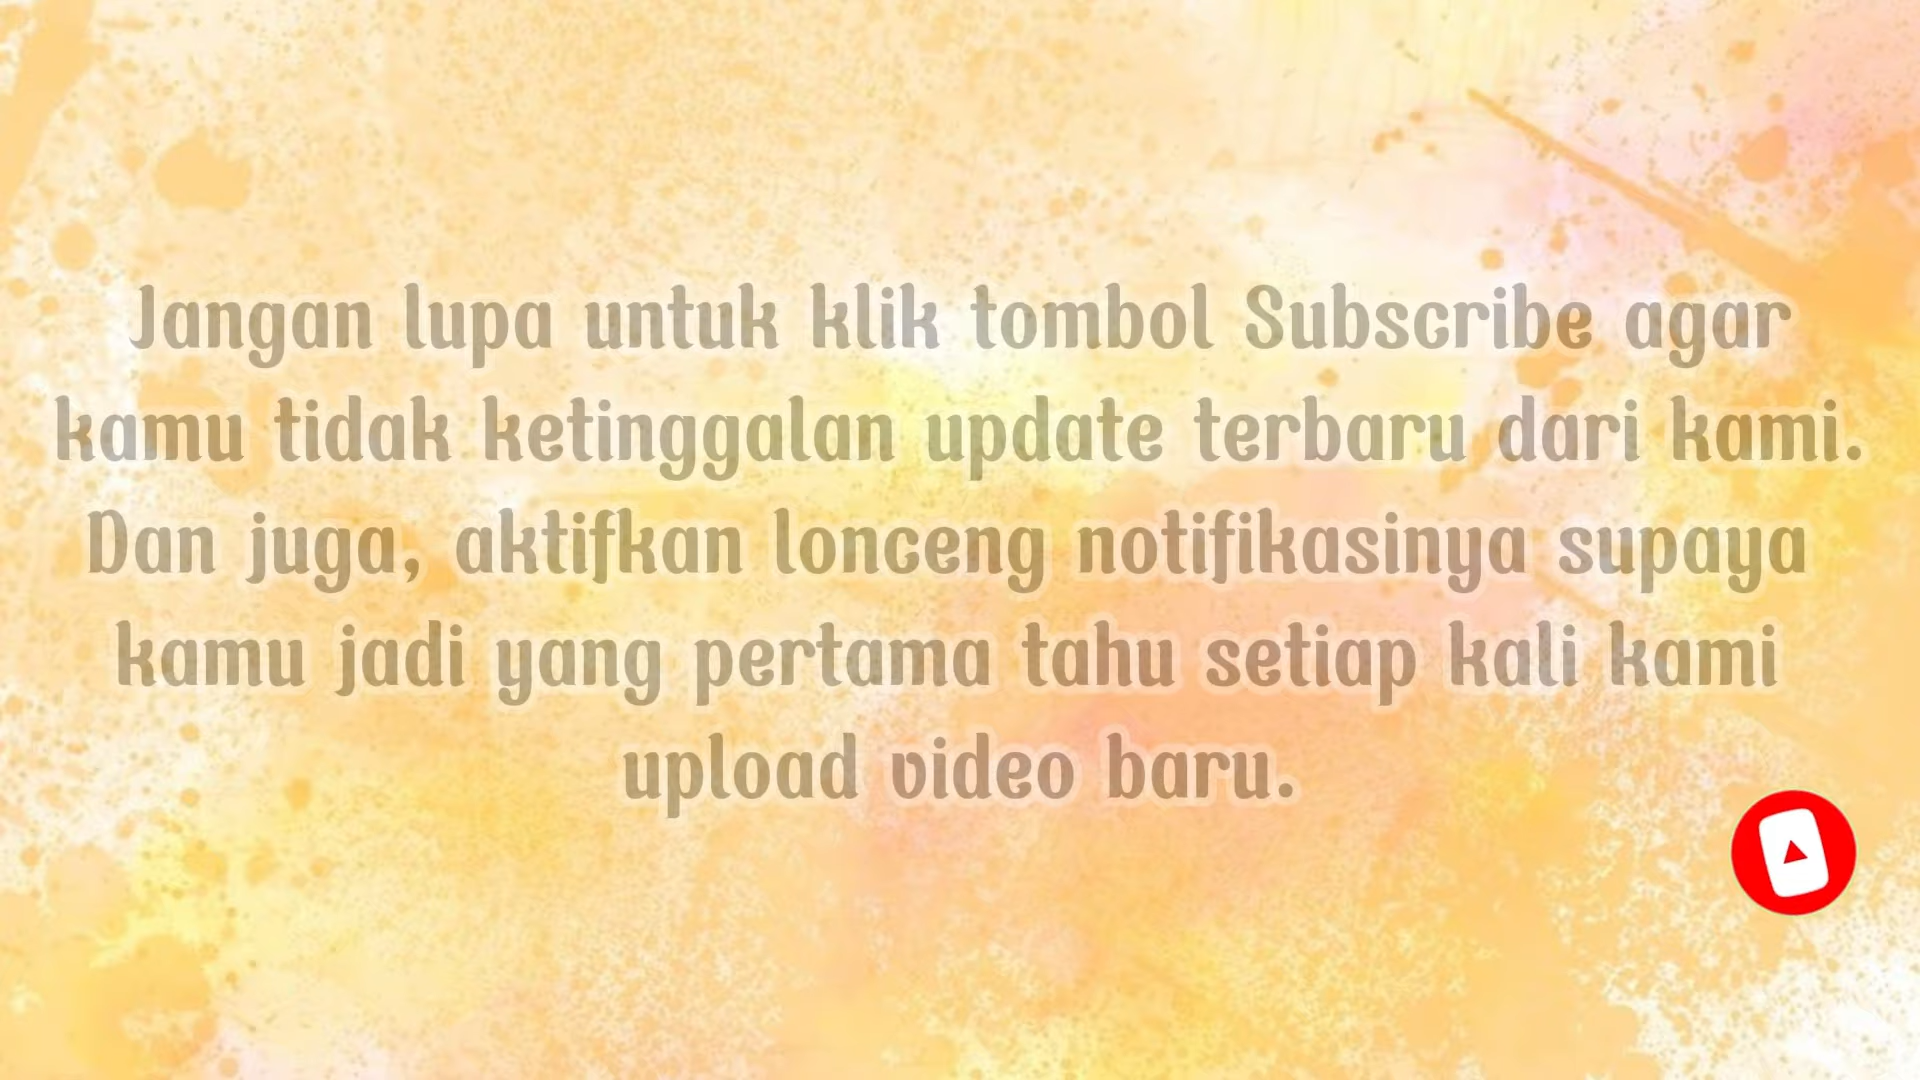 Jangan lupa untuk klik tombol Subscribe agar
kamu tidak ketinggalan update terbaru dari kami.
Dan juga, aktifkan lonceng notifikasinya supaya
kamu jadi yang pertama tahu setiap kali kami
upload video baru.